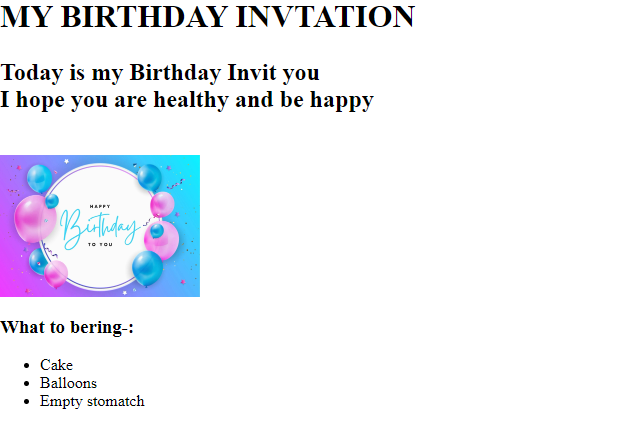 MY BIRTHDAY INVTATION
Today is my Birthday Invit you
I hope you are healthy and be happy
HAPPY
Birthday
TO YOU
What to bering-:
Cake
Balloons
Empty stomatch